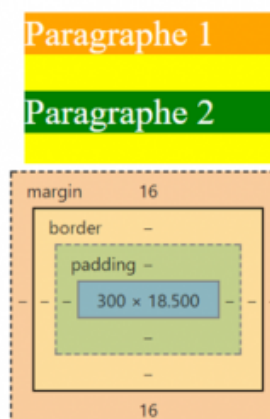 Paragraphe 1
Paragraphe 2
margin 16
border –
padding –
– – – 300 × 18.500 – – –
–
–
16